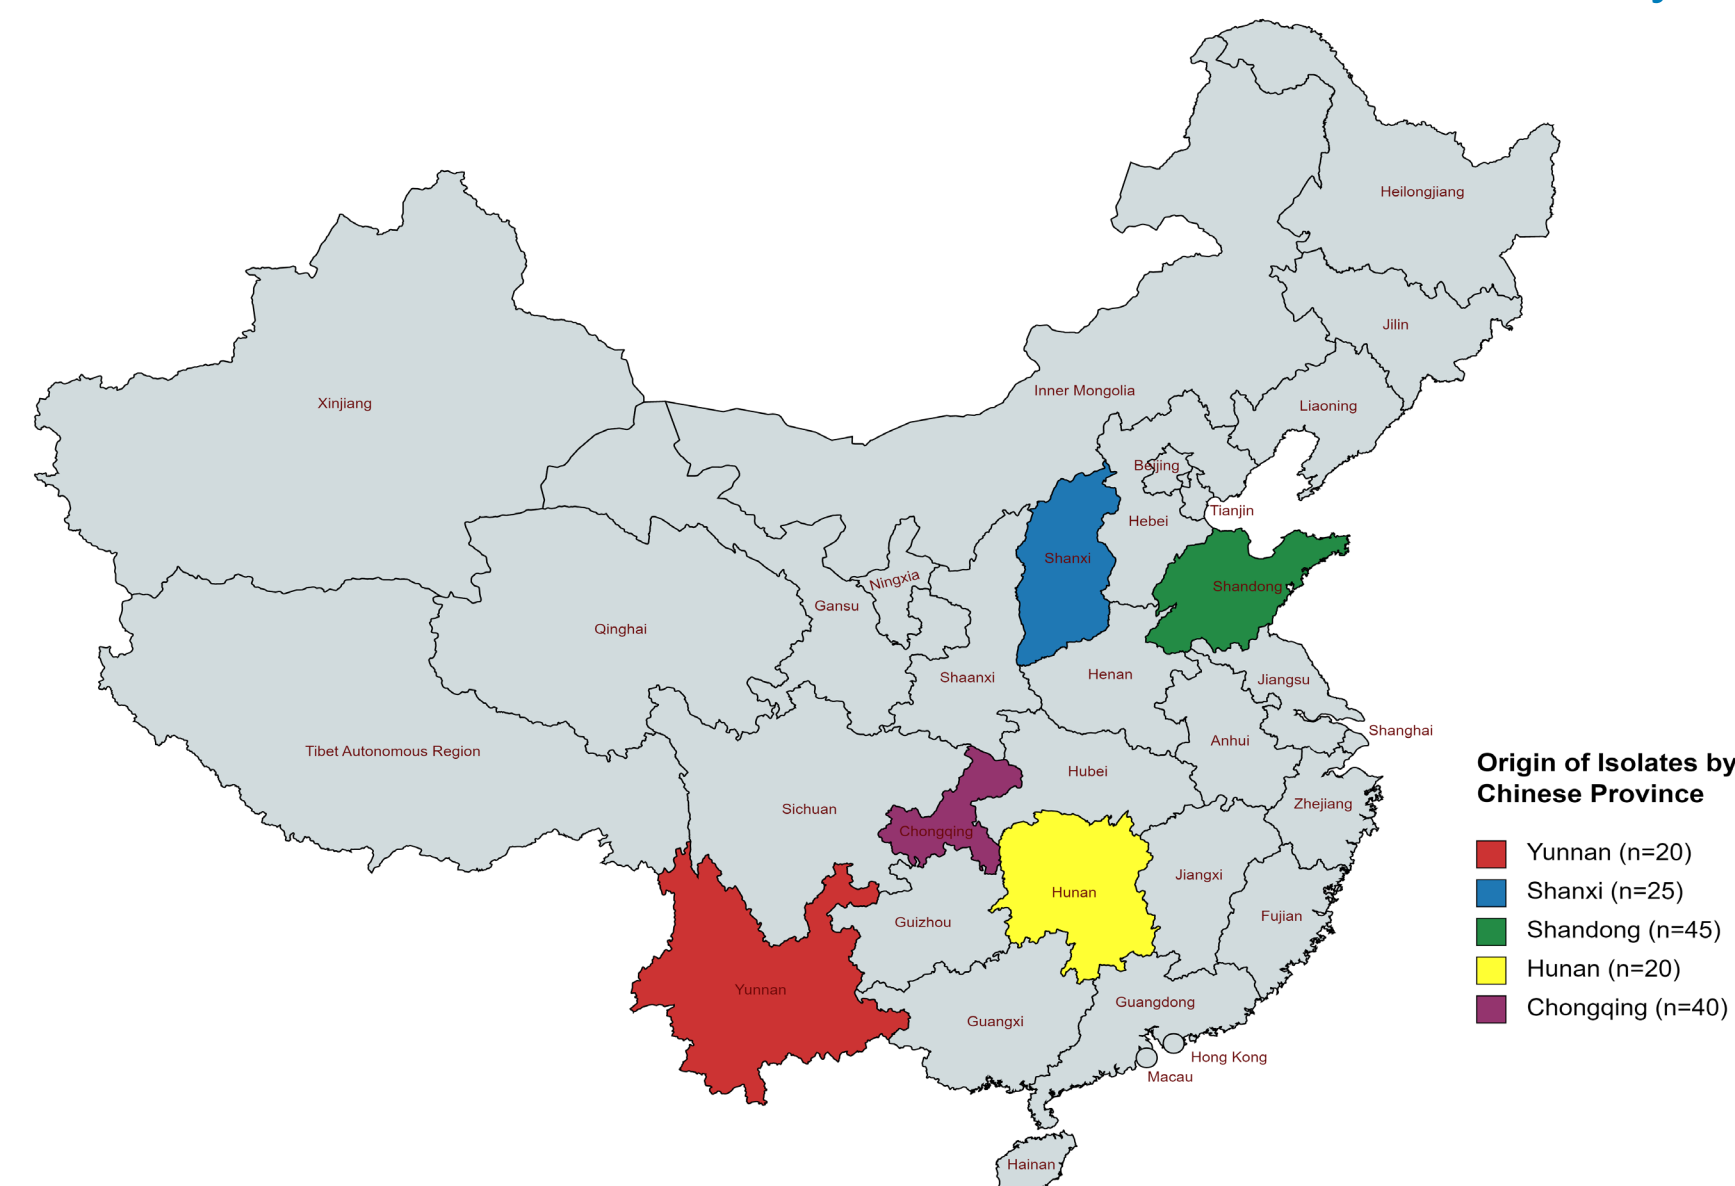 Heilongjiang
Jilin
Inner Mongolia
Xinjiang
Liaoning
Beijing
Tianjin
Hebei
Shanxi
Ningxia
Shandong
Gansu
Qinghai
Henan
Shaanxi
Jiangsu
Shanghai
Anhui
Tibet Autonomous Region
Hubei
Zhejiang
Sichuan
Chongqing
Jiangxi
Hunan
Fujian
Guizhou
Yunnan
Guangdong
Guangxi
Hong Kong
Macau
Hainan
Origin of Isolates by
Chinese Province
Yunnan (n=20)
Shanxi (n=25)
Shandong (n=45)
Hunan (n=20)
Chongqing (n=40)